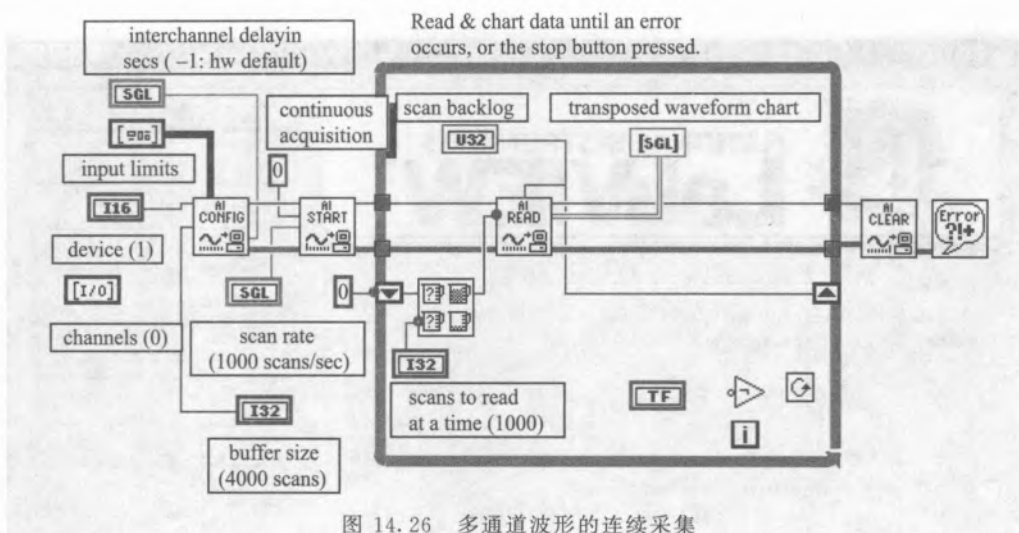 Read & chart data until an error
occurs, or the stop button pressed.
interchannel delayin
secs ( −1: hw default)
SGL
continuous
acquisition
scan backlog
U32
transposed waveform chart
[SGL]
input limits
0
I16
AI
CONFIG
AI
START
AI
READ
AI
CLEAR
Error
?!+
device (1)
[I/O]
SGL
0
channels (0)
scan rate
(1000 scans/sec)
I32
scans to read
at a time (1000)
TF
i
I32
buffer size
(4000 scans)
图 14.26 多通道波形的连续采集